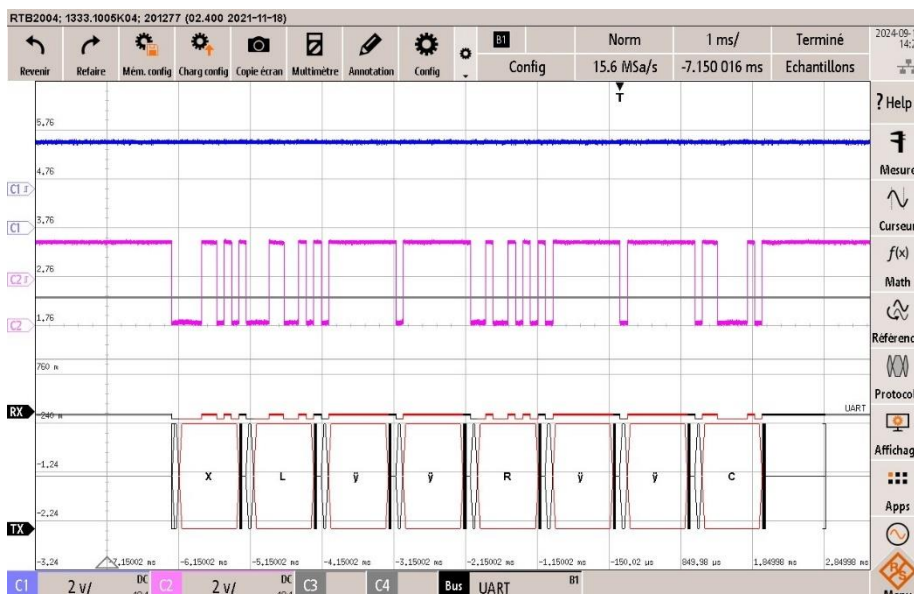 RTB2004; 1333.1005K04; 201277 (02.400 2021-11-18)
Revenir
Refaire
Mém. config
Charg config
Copie écran
Multimètre
Annotation
Config
B1
Norm
1 ms/
Terminé
Config
15.6 MSa/s
-7.150 016 ms
Echantillons
2024-09-
T
? Help
Mesure
Curseur
f(x)
Math
Référenc
Protocol
Affichag
Apps
Menu
5,76
4,76
3,76
2,76
1,76
760 m
-240 m
-1,24
-2,24
-3,24
C1
C1
C2
C2
RX
UART
X L ÿ ÿ R ÿ ÿ C
TX
-7,15002 ms -6,15002 ms -5,15002 ms -4,15002 ms -3,15002 ms -2,15002 ms -1,15002 ms -150,02 µs 849,98 µs 1,84998 ms 2,84998 ms
C1 2 V/ DC C2 2 V/ DC C3 C4 Bus UART B1
R&S